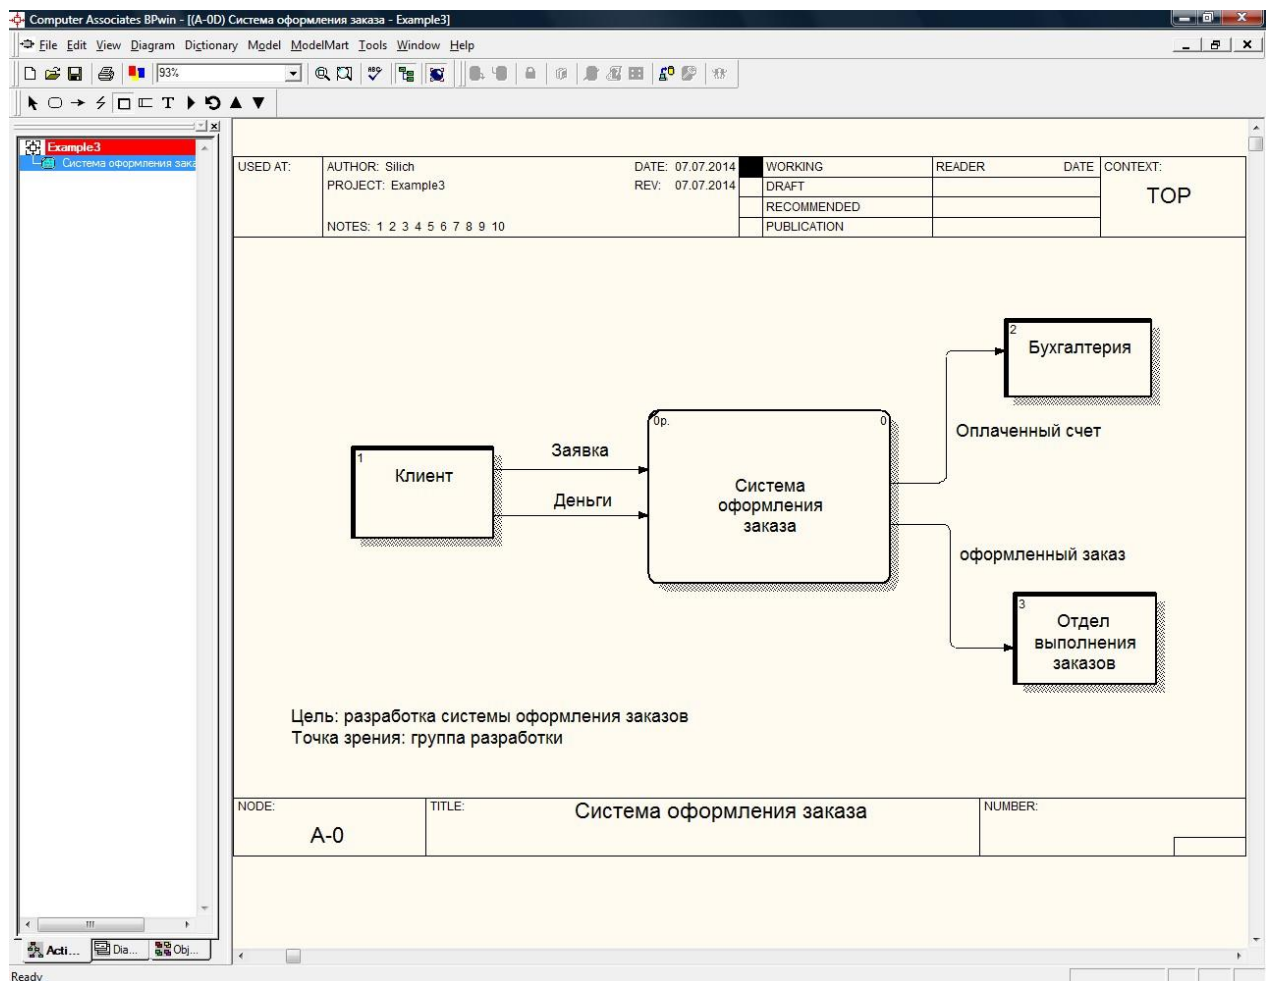 Computer Associates BPwin - [(A-0D) Система оформления заказа - Example3]
File Edit View Diagram Dictionary Model ModelMart Tools Window Help
93%
Example3
Система оформления зака
USED AT:
AUTHOR: Silich
DATE: 07.07.2014
WORKING
READER
DATE
CONTEXT:
PROJECT: Example3
REV: 07.07.2014
DRAFT
TOP
RECOMMENDED
NOTES: 1 2 3 4 5 6 7 8 9 10
PUBLICATION
2
Бухгалтерия
Оплаченный счет
1
Клиент
Заявка
Деньги
0р.
0
Система
оформления
заказа
оформленный заказ
3
Отдел
выполнения
заказов
Цель: разработка системы оформления заказов
Точка зрения: группа разработки
NODE:
TITLE:
Система оформления заказа
NUMBER:
A-0
Acti...
Dia...
Obj...
Ready